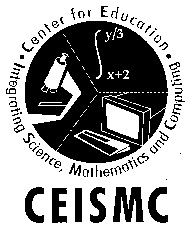 • Center for Education •
Integrating Science, Mathematics and Computing
∫ y/3
x+2
CEISMC